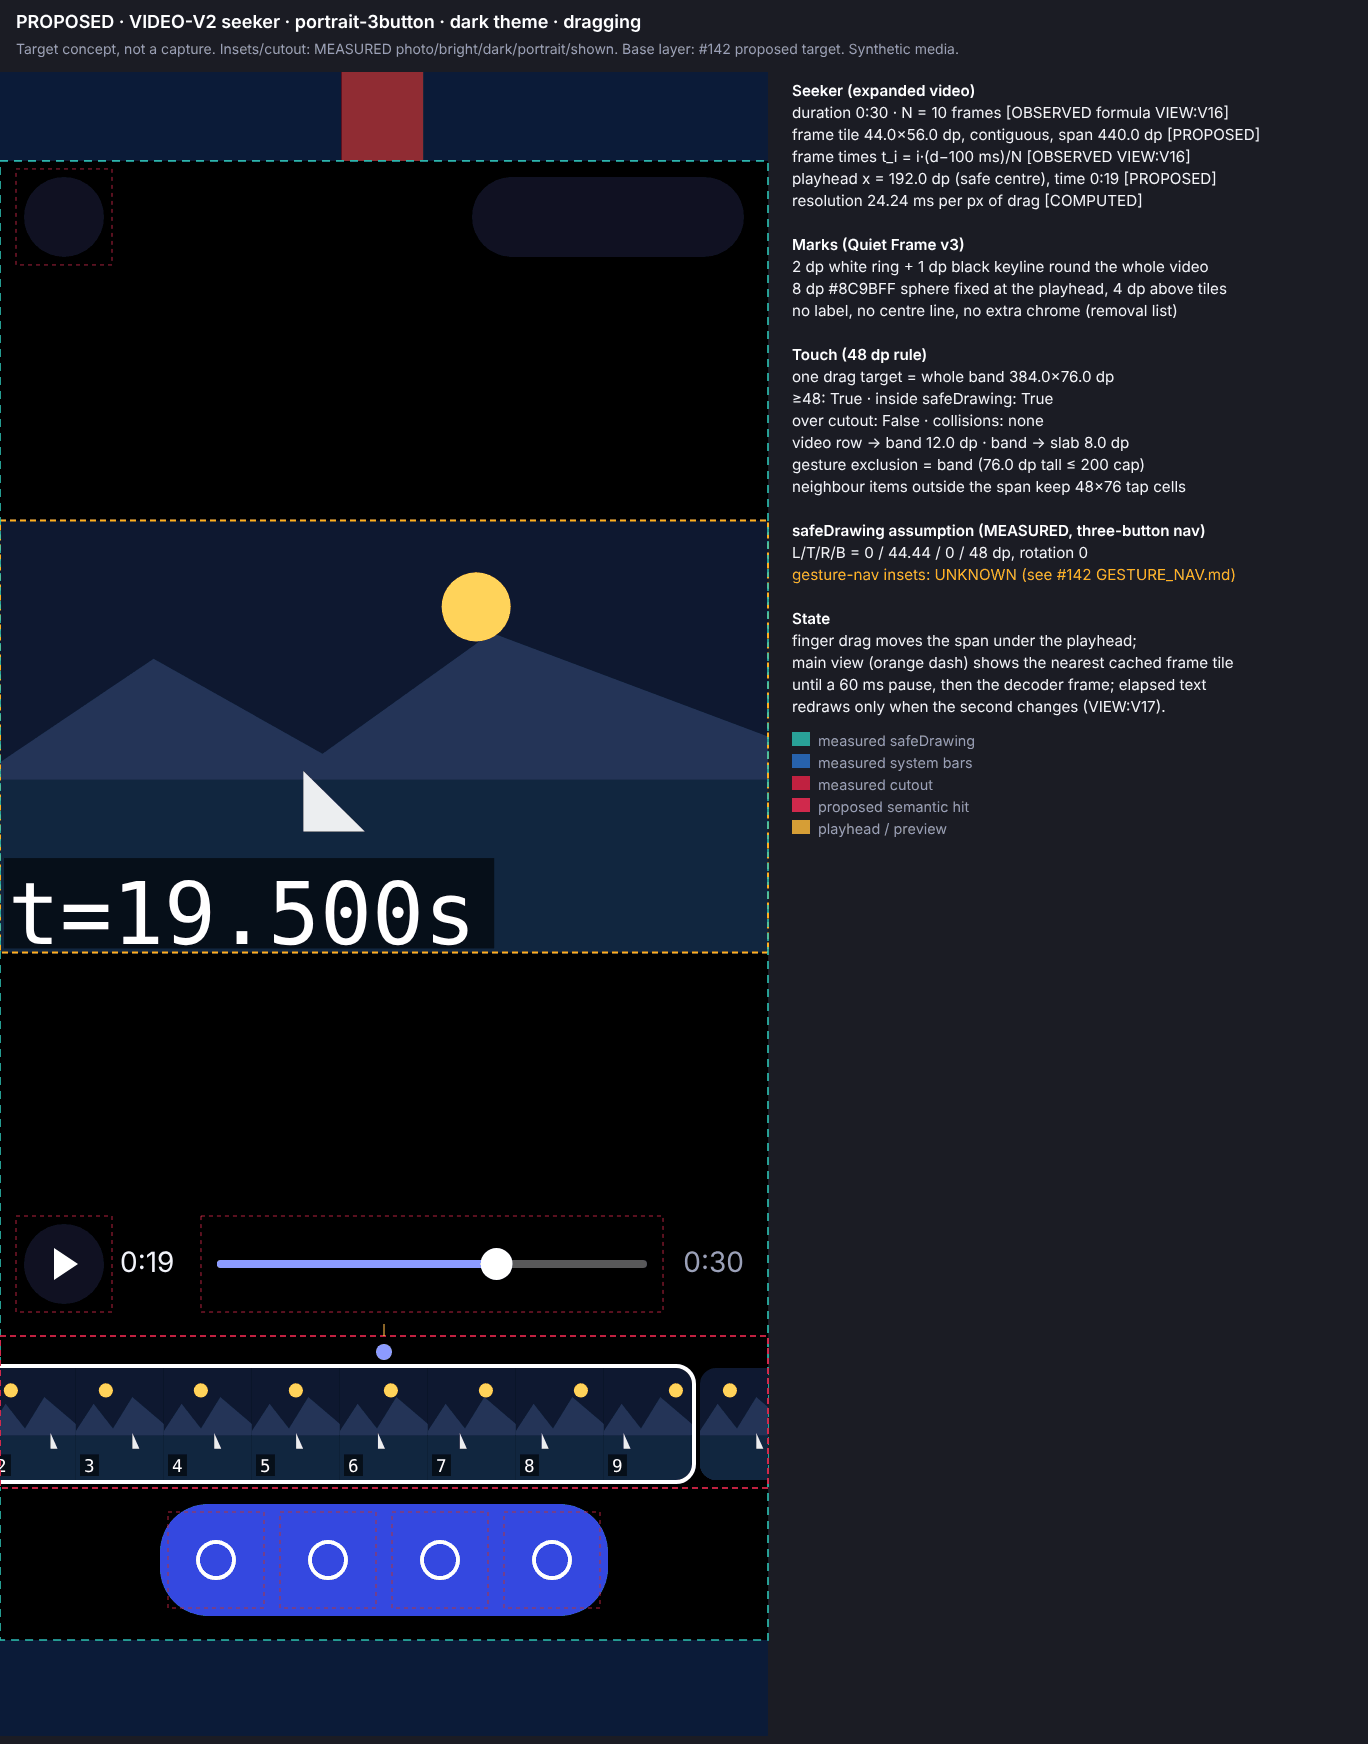 PROPOSED · VIDEO-V2 seeker · portrait-3button · dark theme · dragging
Target concept, not a capture. Insets/cutout: MEASURED photo/bright/dark/portrait/shown. Base layer: #142 proposed target. Synthetic media.
Seeker (expanded video)
duration 0:30 · N = 10 frames [OBSERVED formula VIEW:V16]
frame tile 44.0×56.0 dp, contiguous, span 440.0 dp [PROPOSED]
frame times t_i = i·(d−100 ms)/N [OBSERVED VIEW:V16]
playhead x = 192.0 dp (safe centre), time 0:19 [PROPOSED]
resolution 24.24 ms per px of drag [COMPUTED]
Marks (Quiet Frame v3)
2 dp white ring + 1 dp black keyline round the whole video
8 dp #8C9BFF sphere fixed at the playhead, 4 dp above tiles
no label, no centre line, no extra chrome (removal list)
Touch (48 dp rule)
one drag target = whole band 384.0×76.0 dp
≥48: True · inside safeDrawing: True
over cutout: False · collisions: none
video row → band 12.0 dp · band → slab 8.0 dp
gesture exclusion = band (76.0 dp tall ≤ 200 cap)
neighbour items outside the span keep 48×76 tap cells
safeDrawing assumption (MEASURED, three-button nav)
L/T/R/B = 0 / 44.44 / 0 / 48 dp, rotation 0
gesture-nav insets: UNKNOWN (see #142 GESTURE_NAV.md)
State
finger drag moves the span under the playhead;
main view (orange dash) shows the nearest cached frame tile
until a 60 ms pause, then the decoder frame; elapsed text
redraws only when the second changes (VIEW:V17).
measured safeDrawing
measured system bars
measured cutout
proposed semantic hit
playhead / preview
t=19.500s
0:19
0:30
2 3 4 5 6 7 8 9